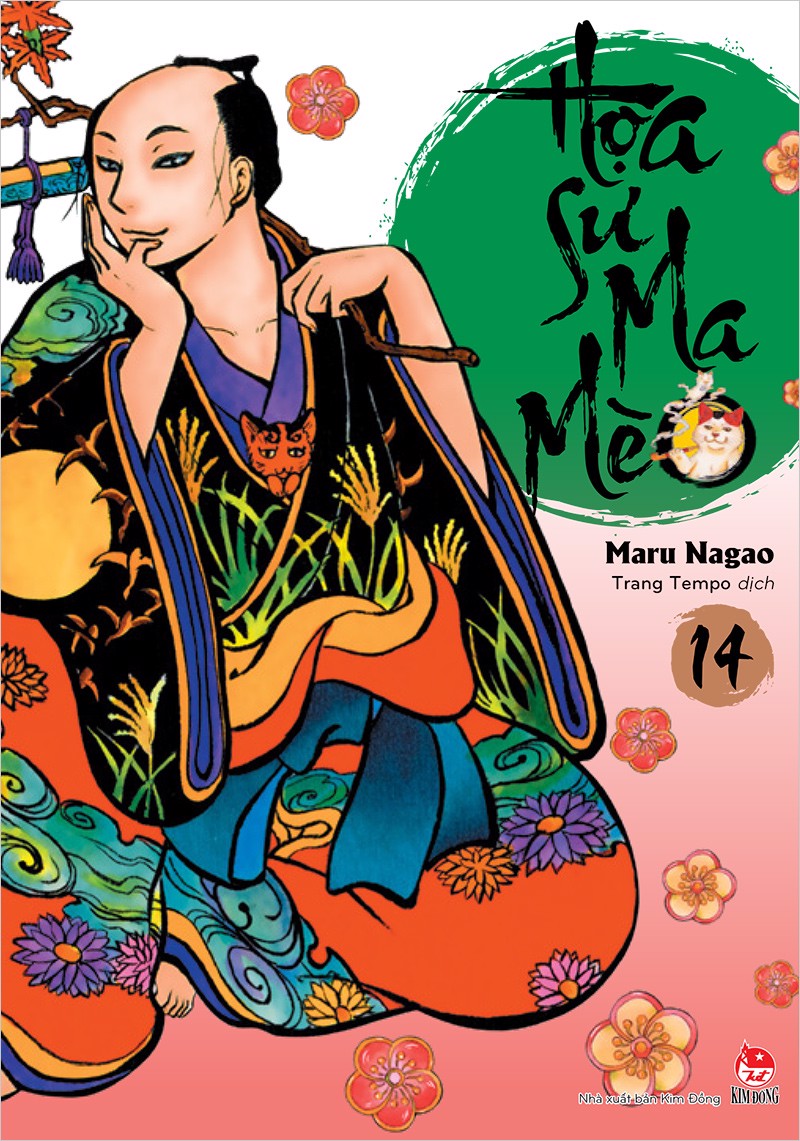 Họa
Sư
Ma
Mèo
Maru Nagao
Trang Tempo dịch
14
Nhà xuất bản Kim Đồng
KIM ĐỒNG